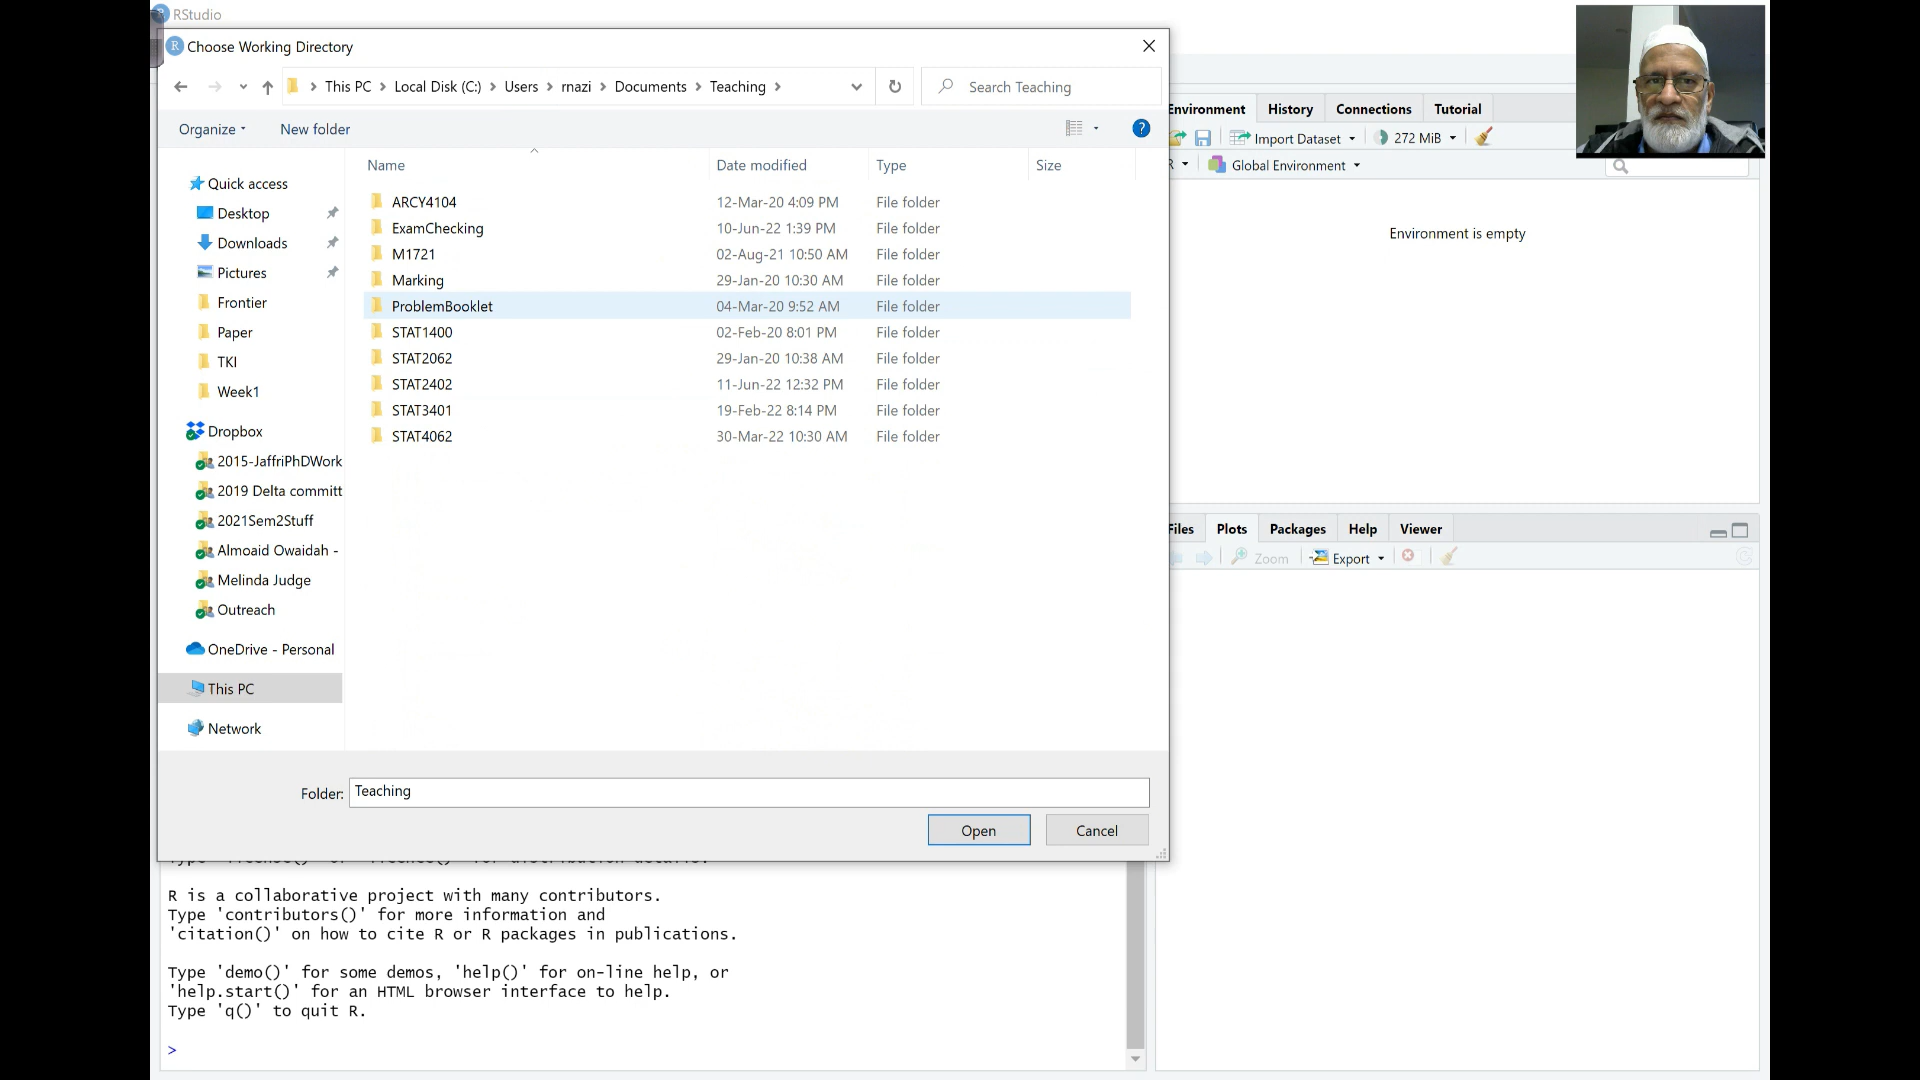 RStudio
Choose Working Directory
This PC > Local Disk (C:) > Users > rnazi > Documents > Teaching >
Search Teaching
Organize
New folder
Name Date modified Type Size
Quick access
Desktop
Downloads
Pictures
Frontier
Paper
TKI
Week1
Dropbox
2015-JaffriPhDWork
2019 Delta committ
2021Sem2Stuff
Almoaid Owaidah -
Melinda Judge
Outreach
OneDrive - Personal
This PC
Network
ARCY4104 12-Mar-20 4:09 PM File folder
ExamChecking 10-Jun-22 1:39 PM File folder
M1721 02-Aug-21 10:50 AM File folder
Marking 29-Jan-20 10:30 AM File folder
ProblemBooklet 04-Mar-20 9:52 AM File folder
STAT1400 02-Feb-20 8:01 PM File folder
STAT2062 29-Jan-20 10:38 AM File folder
STAT2402 11-Jun-22 12:32 PM File folder
STAT3401 19-Feb-22 8:14 PM File folder
STAT4062 30-Mar-22 10:30 AM File folder
Folder: Teaching
Open Cancel
Environment History Connections Tutorial
Import Dataset 272 MiB
R Global Environment
Environment is empty
Files Plots Packages Help Viewer
Zoom Export
R is a collaborative project with many contributors.
Type 'contributors()' for more information and
'citation()' on how to cite R or R packages in publications.
Type 'demo()' for some demos, 'help()' for on-line help, or
'help.start()' for an HTML browser interface to help.
Type 'q()' to quit R.
>